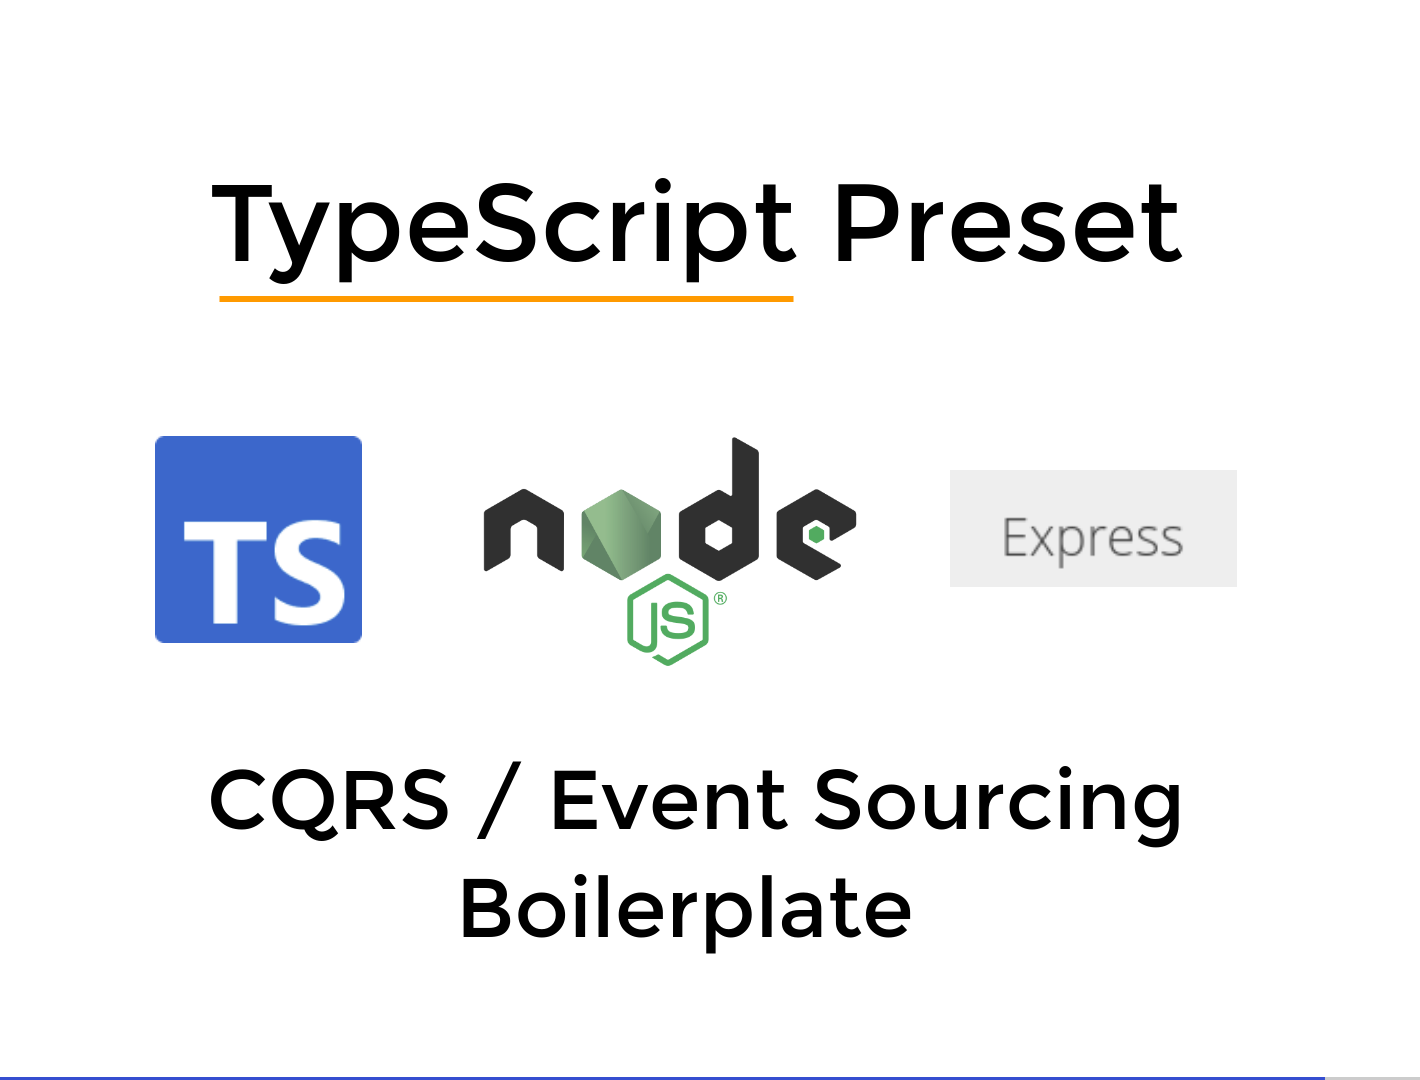 TypeScript Preset
TS
node
JS®
Express
CQRS / Event Sourcing
Boilerplate